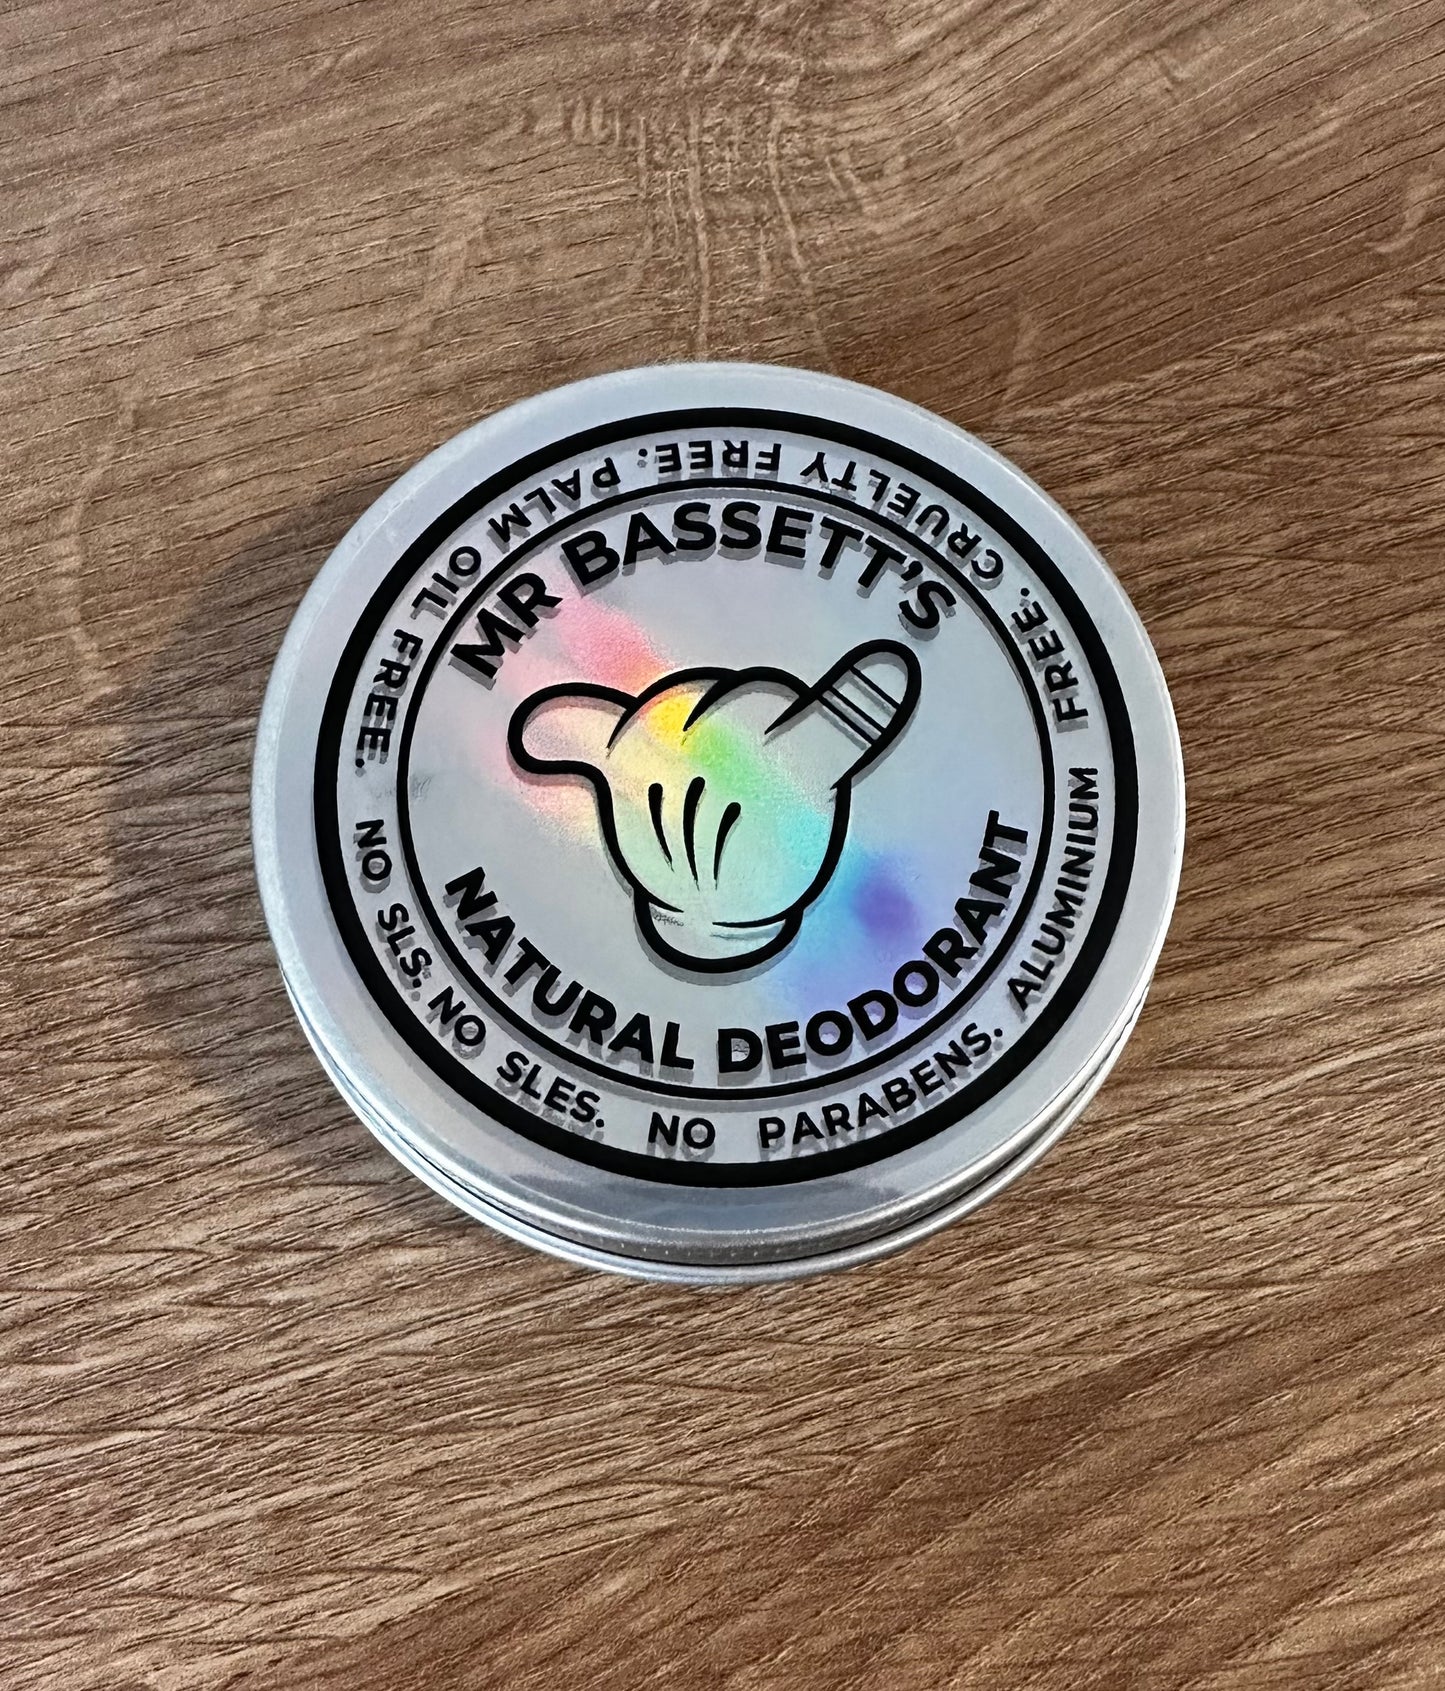 MR BASSETT'S
NATURAL DEODORANT
NO SLS. NO SLES. NO PARABENS. ALUMINIUM FREE. CRUELTY FREE. PALM OIL FREE.